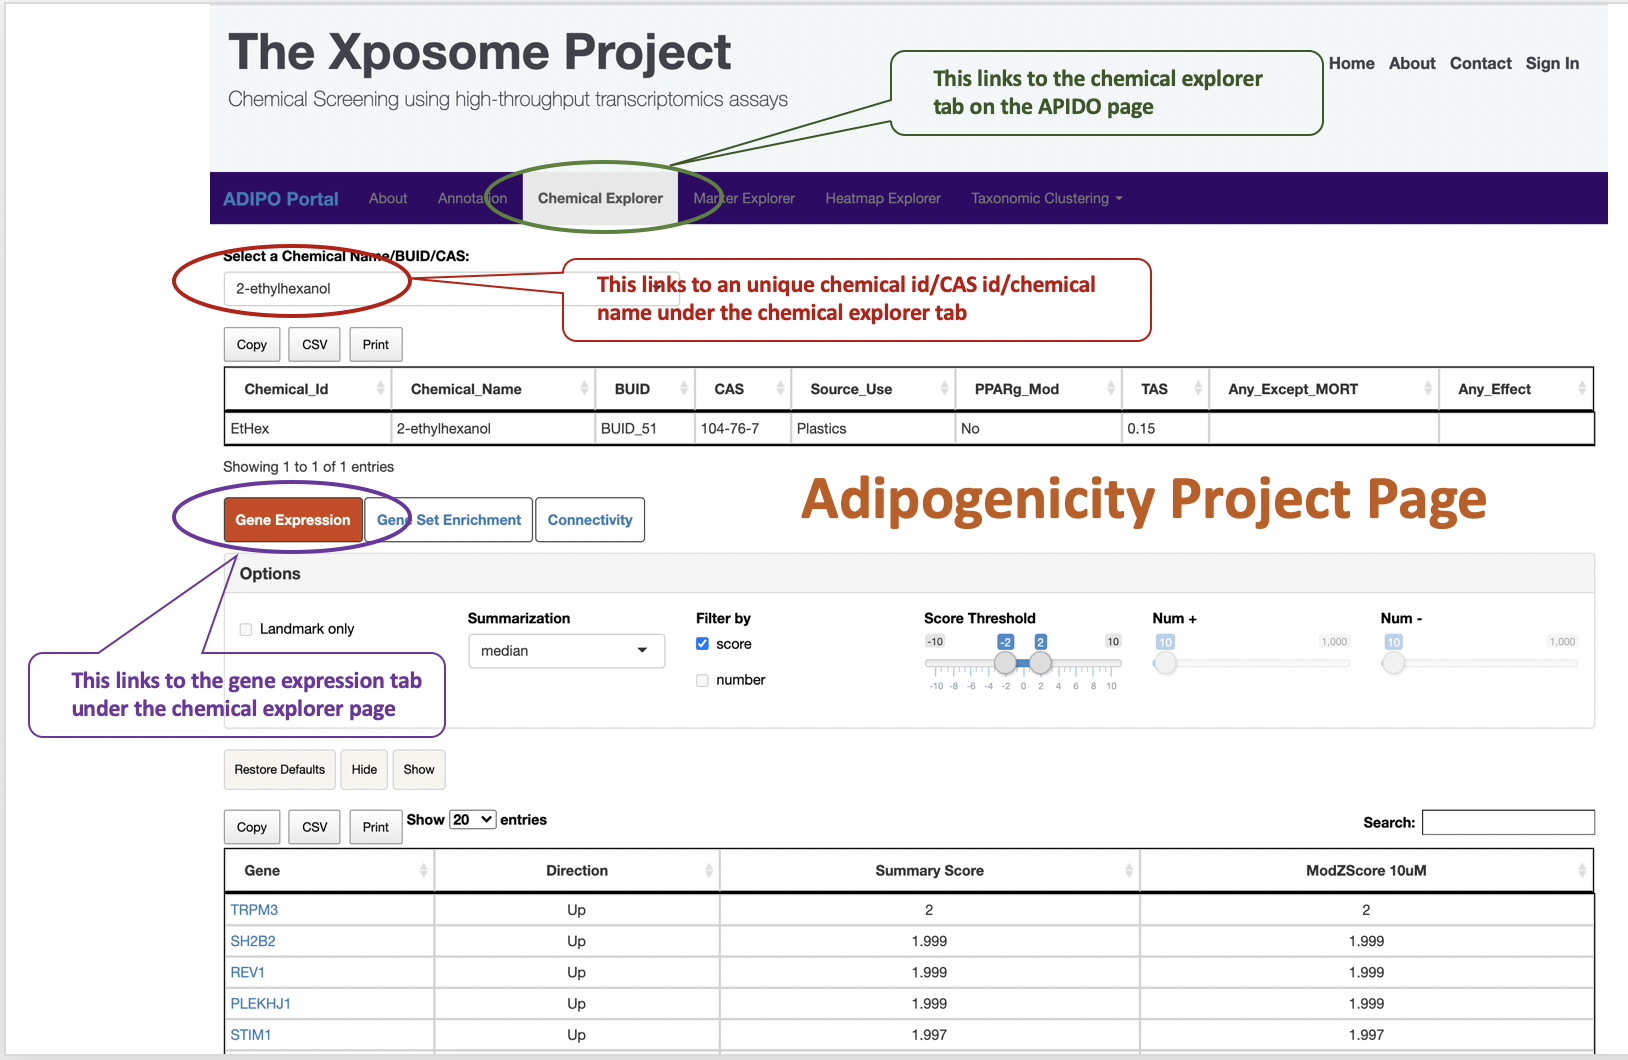 The Xposome Project
Chemical Screening using high-throughput transcriptomics assays
Home About Contact Sign In
This links to the chemical explorer
tab on the APIDO page
ADIPO Portal About Annotation Chemical Explorer Marker Explorer Heatmap Explorer Taxonomic Clustering
Select a Chemical Name/BUID/CAS:
2-ethylhexanol
This links to an unique chemical id/CAS id/chemical
name under the chemical explorer tab
Copy CSV Print
Chemical_Id Chemical_Name BUID CAS Source_Use PPARg_Mod TAS Any_Except_MORT Any_Effect
EtHex 2-ethylhexanol BUID_51 104-76-7 Plastics No 0.15
Showing 1 to 1 of 1 entries
Adipogenicity Project Page
Gene Expression Gene Set Enrichment Connectivity
Options
Landmark only
Summarization
median
Filter by
score
number
Score Threshold
-10 -2 2 10
-10 -8 -6 -4 -2 0 2 4 6 8 10
Num +
10 1,000
Num -
10 1,000
This links to the gene expression tab
under the chemical explorer page
Restore Defaults Hide Show
Copy CSV Print Show 20 entries
Search:
Gene Direction Summary Score ModZScore 10uM
TRPM3 Up 2 2
SH2B2 Up 1.999 1.999
REV1 Up 1.999 1.999
PLEKHJ1 Up 1.999 1.999
STIM1 Up 1.997 1.997